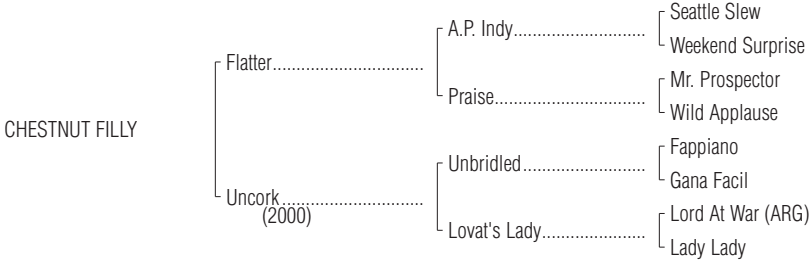 Seattle Slew
A.P. Indy..................................
Weekend Surprise
Flatter.......................................
Mr. Prospector
Praise.......................................
Wild Applause
CHESTNUT FILLY
Fappiano
Unbridled...............................
Gana Facil
Uncork.....................................
(2000)
Lord At War (ARG)
Lovat's Lady..........................
Lady Lady